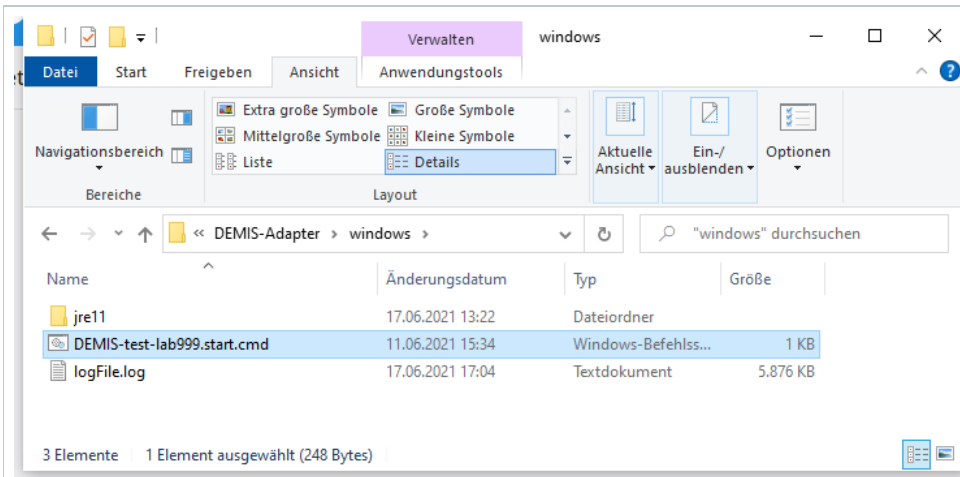 Verwalten windows
Datei Start Freigeben Ansicht Anwendungstools
Extra große Symbole Große Symbole
Mittelgroße Symbole Kleine Symbole
Liste Details
Navigationsbereich
Aktuelle Ansicht
Ein-/ausblenden
Optionen
Bereiche Layout
« DEMIS-Adapter › windows ›
"windows" durchsuchen
Name Änderungsdatum Typ Größe
jre11 17.06.2021 13:22 Dateiordner
DEMIS-test-lab999.start.cmd 11.06.2021 15:34 Windows-Befehlss... 1 KB
logFile.log 17.06.2021 17:04 Textdokument 5.876 KB
3 Elemente 1 Element ausgewählt (248 Bytes)